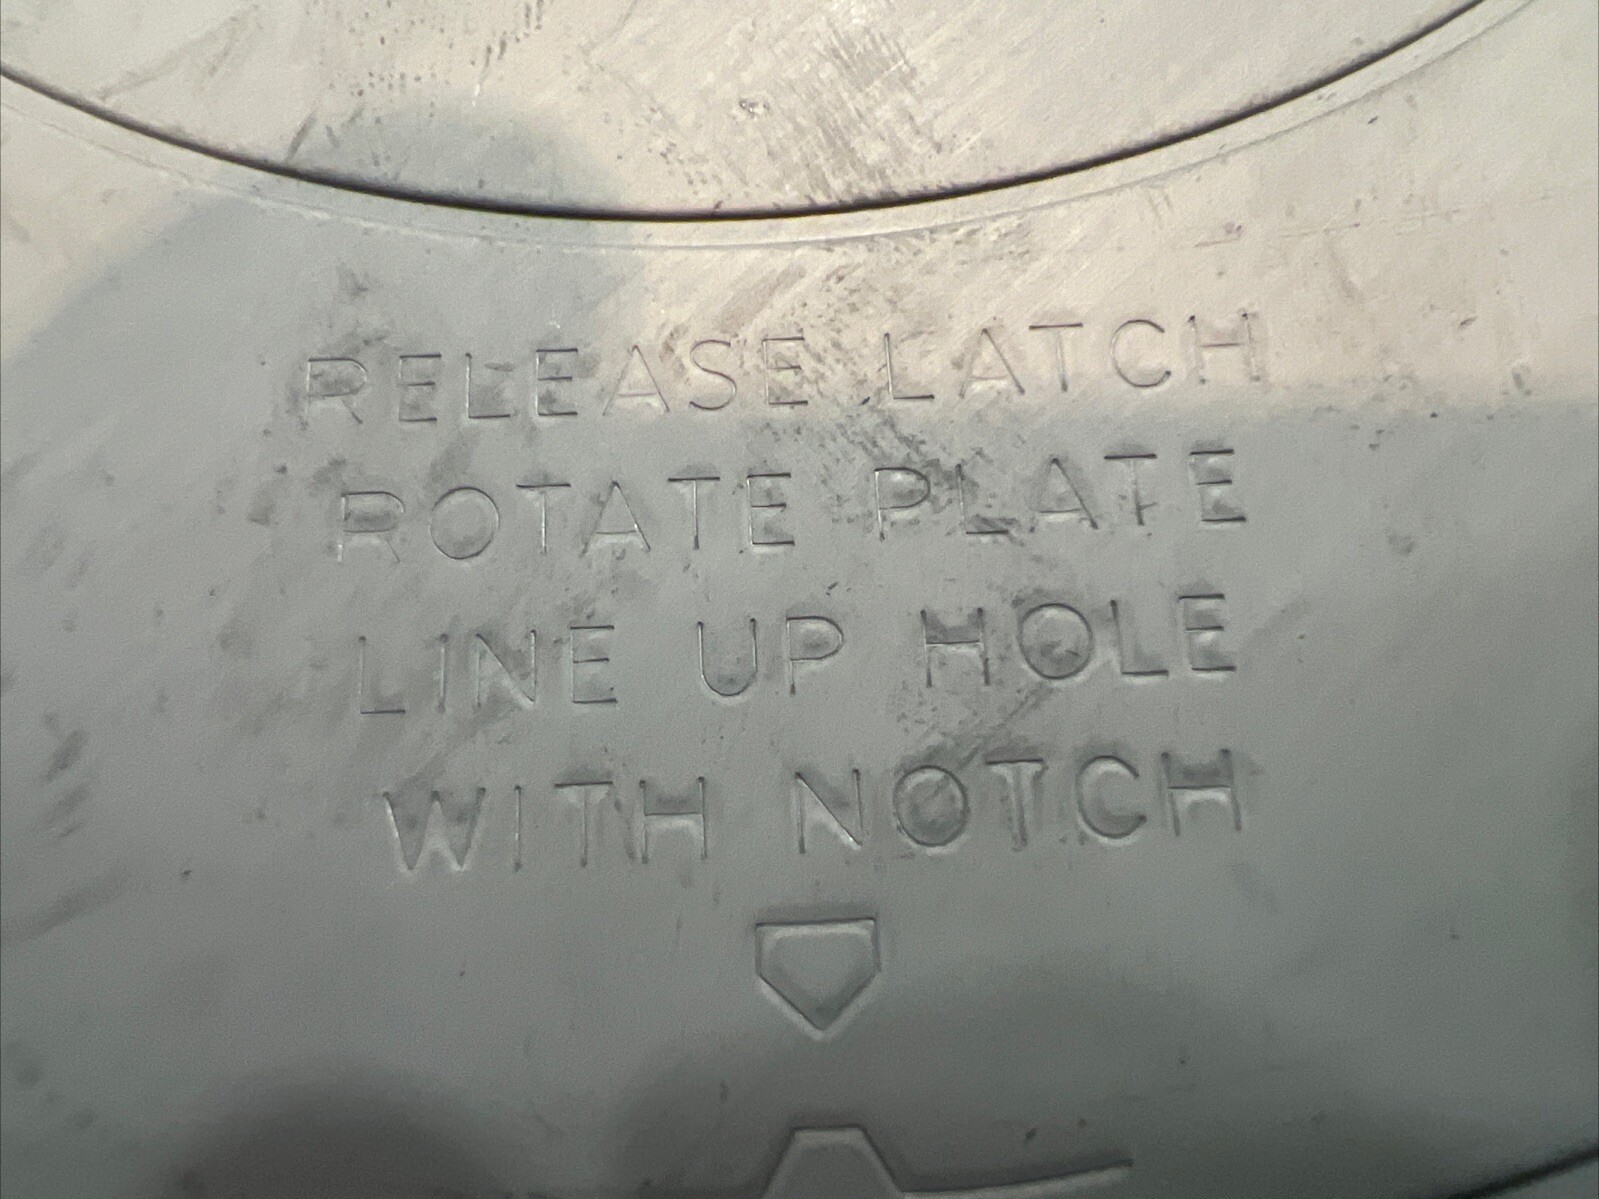 RELEASE LATCH
ROTATE PLATE
LINE UP HOLE
WITH NOTCH